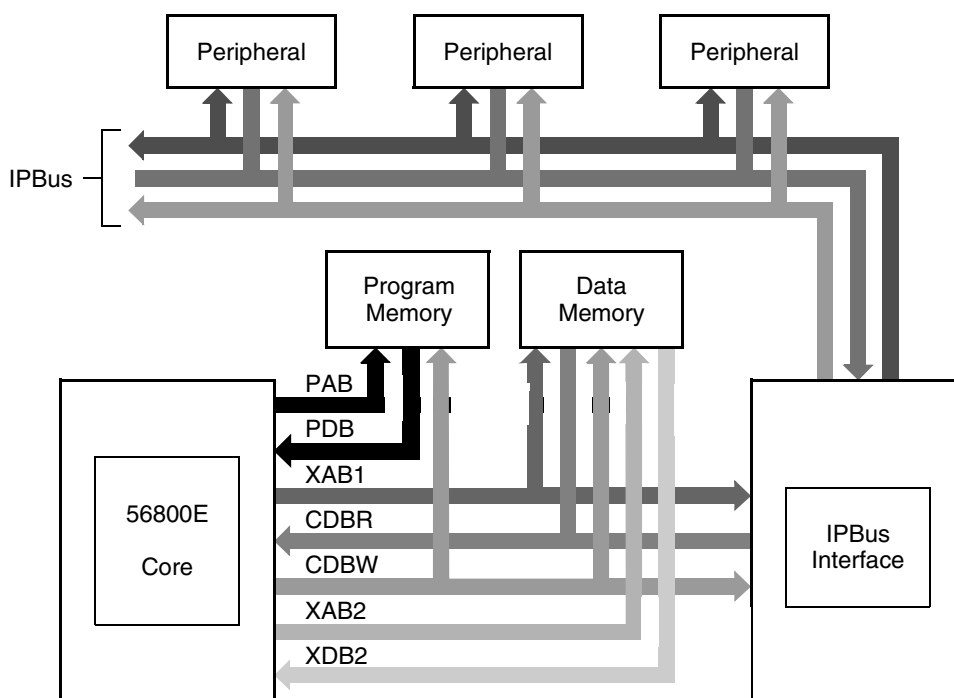 Peripheral
Peripheral
Peripheral
IPBus
Program
Memory
Data
Memory
PAB
PDB
XAB1
CDBR
CDBW
XAB2
XDB2
56800E
Core
IPBus
Interface